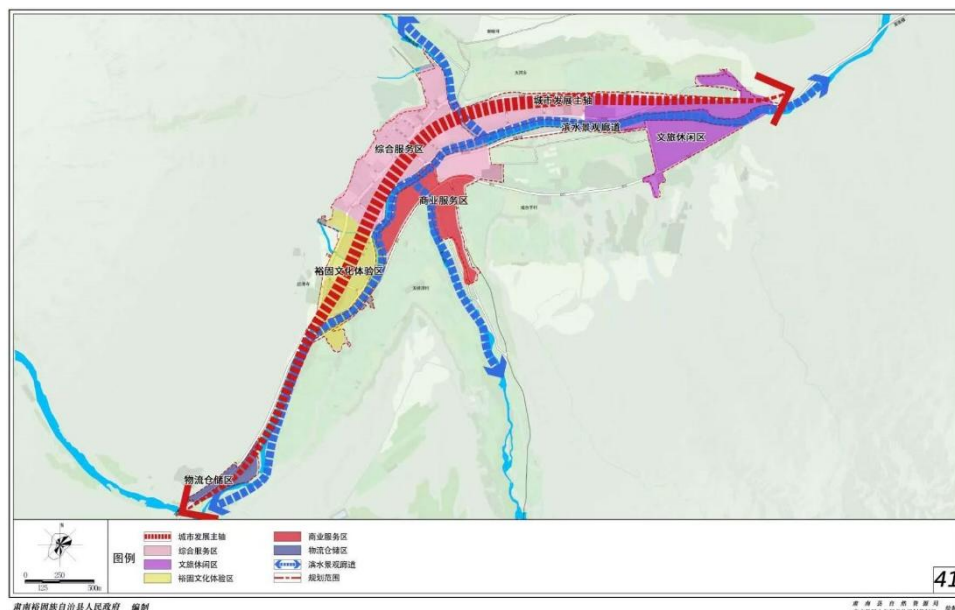 城市发展主轴
滨水景观廊道
文旅休闲区
综合服务区
商业服务区
裕固文化体验区
物流仓储区
图例
城市发展主轴
综合服务区
文旅休闲区
裕固文化体验区
商业服务区
物流仓储区
滨水景观廊道
规划范围
北
0 250
125 500m
41
肃南裕固族自治县人民政府 编制